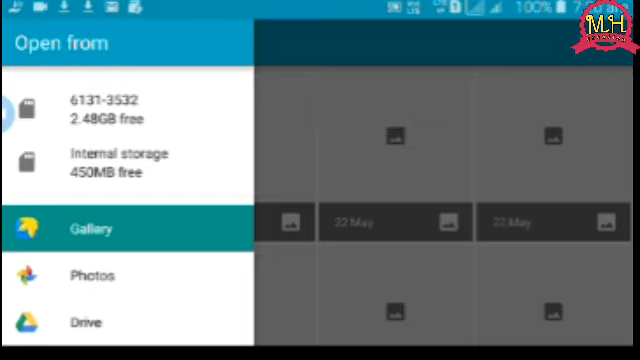 100%
Open from
M.H
6131-3532
2.48GB free
Internal storage
450MB free
Gallery
22 May
22 May
Photos
Drive